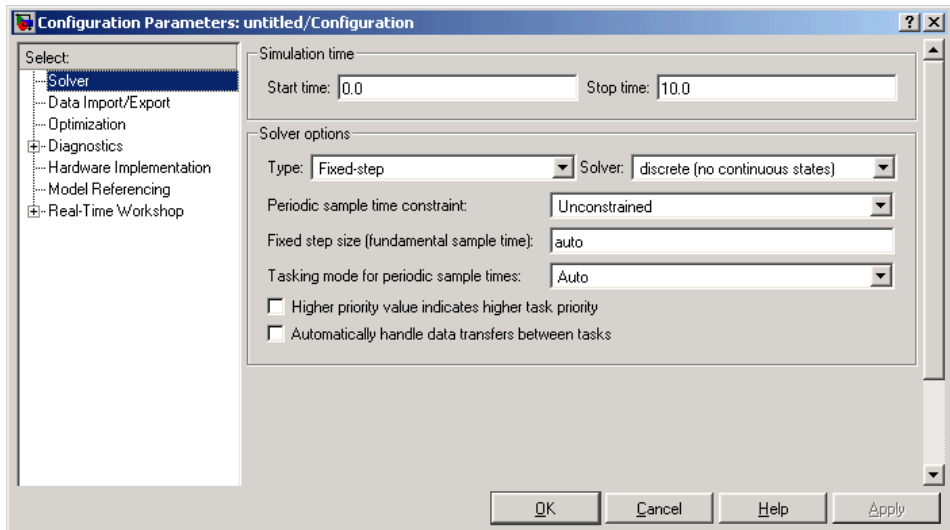 Configuration Parameters: untitled/Configuration
Select:
Solver
Data Import/Export
Optimization
Diagnostics
Hardware Implementation
Model Referencing
Real-Time Workshop
Simulation time
Start time: 0.0 Stop time: 10.0
Solver options
Type: Fixed-step Solver: discrete (no continuous states)
Periodic sample time constraint: Unconstrained
Fixed step size (fundamental sample time): auto
Tasking mode for periodic sample times: Auto
Higher priority value indicates higher task priority
Automatically handle data transfers between tasks
OK Cancel Help Apply